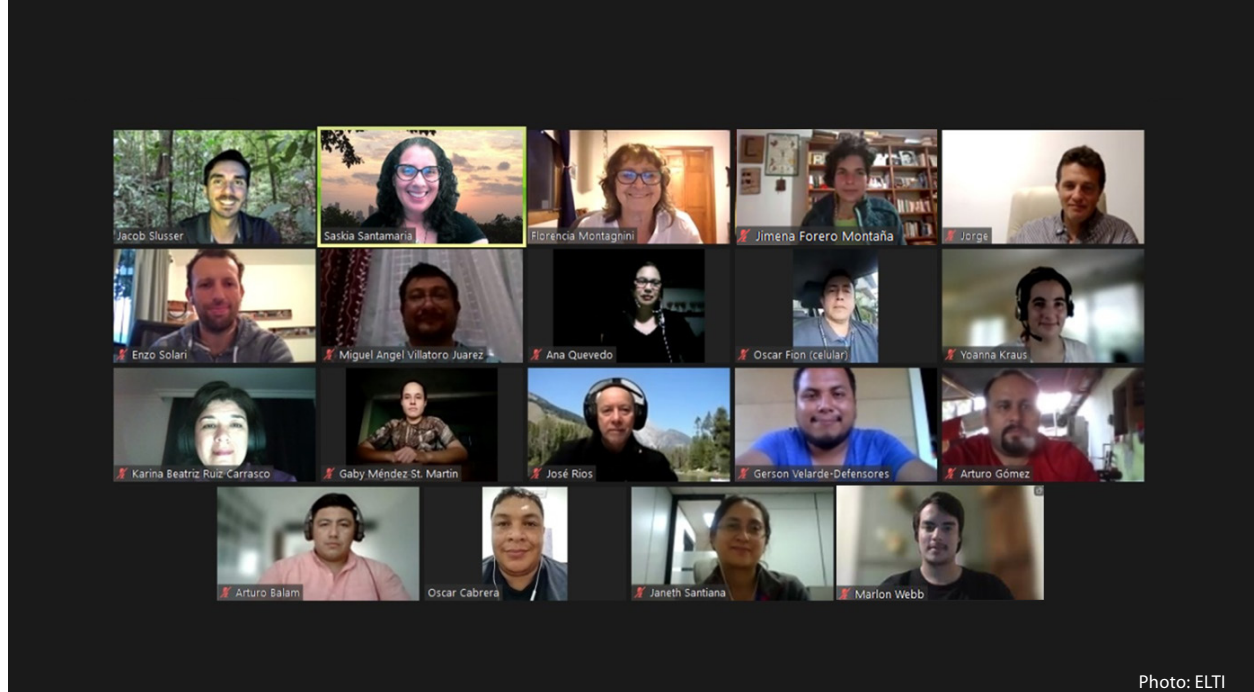 Jacob Slusser
Saskia Santamaria
Florencia Montagnini
Jimena Forero Montaña
Jorge
Enzo Solari
Miguel Angel Villatoro Juarez
Ana Quevedo
Oscar Fion (celular)
Yoanna Kraus
Karina Beatriz Ruiz Carrasco
Gaby Méndez-St. Martin
José Rios
Gerson Velarde-Defensores
Arturo Gómez
Arturo Balam
Oscar Cabrera
Janeth Santiana
Marlon Webb
Photo: ELTI